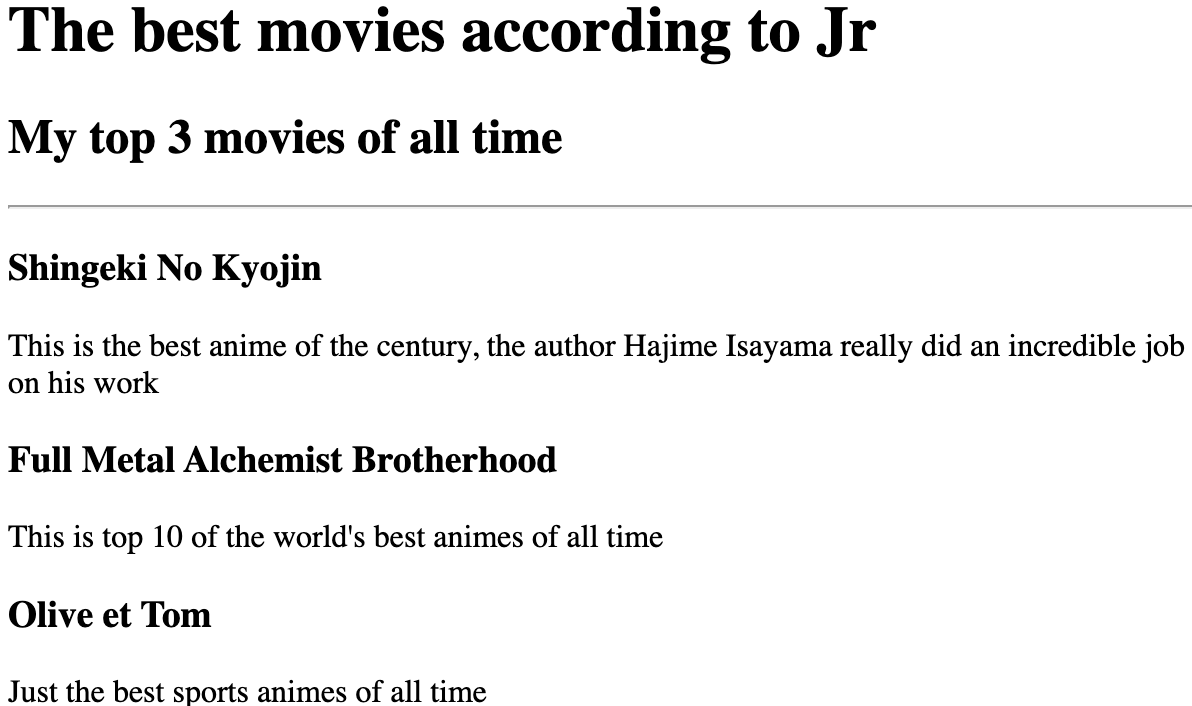 The best movies according to Jr
My top 3 movies of all time
Shingeki No Kyojin
This is the best anime of the century, the author Hajime Isayama really did an incredible job
on his work
Full Metal Alchemist Brotherhood
This is top 10 of the world's best animes of all time
Olive et Tom
Just the best sports animes of all time